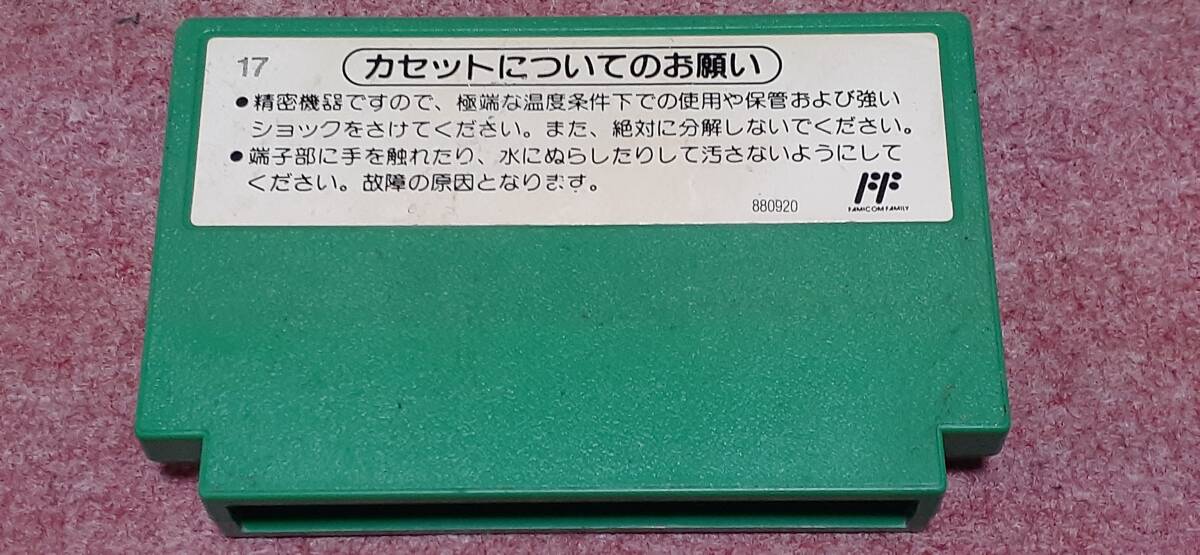 17
カセットについてのお願い
●精密機器ですので、極端な温度条件下での使用や保管および強い
ショックをさけてください。また、絶対に分解しないでください。
●端子部に手を触れたり、水にぬらしたりして汚さないようにして
ください。故障の原因となります。
880920
FF
FAMICOM FAMILY